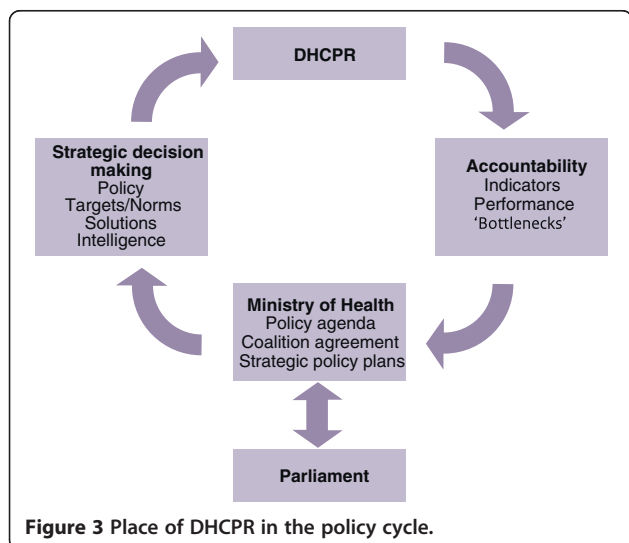 DHCPR
Strategic decision
making
Policy
Targets/Norms
Solutions
Intelligence
Accountability
Indicators
Performance
‘Bottlenecks’
Ministry of Health
Policy agenda
Coalition agreement
Strategic policy plans
Parliament
Figure 3 Place of DHCPR in the policy cycle.